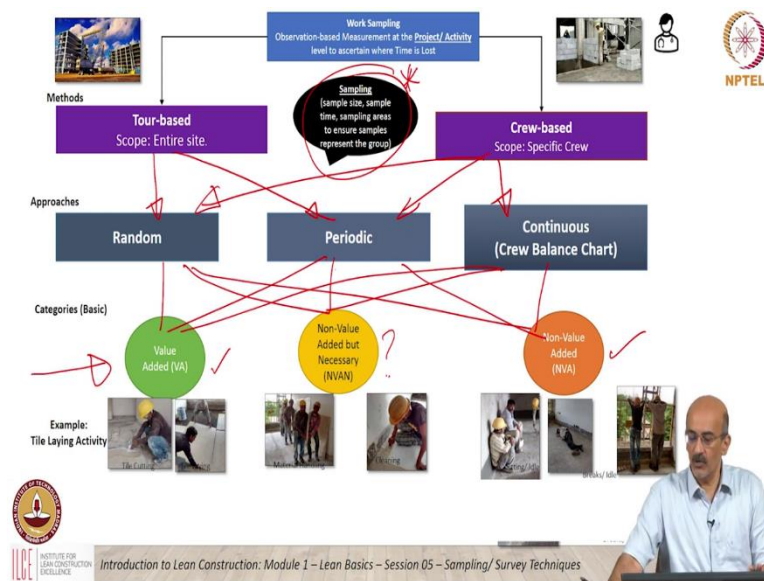 Work Sampling
Observation-based Measurement at the Project/ Activity
level to ascertain where Time is Lost
NPTEL
Methods
Tour-based
Scope: Entire site.
Sampling
(sample size, sample
time, sampling areas
to ensure samples
represent the group)
Crew-based
Scope: Specific Crew
Approaches
Random
Periodic
Continuous
(Crew Balance Chart)
Categories (Basic)
Value
Added (VA)
Non-Value
Added but
Necessary
(NVAN)
?
Non-Value
Added
(NVA)
Example:
Tile Laying Activity
Tile Cutting
Cleaning
Breaks/ Idle
ILCE
INSTITUTE FOR
LEAN CONSTRUCTION
EXCELLENCE
Introduction to Lean Construction: Module 1 – Lean Basics – Session 05 – Sampling/ Survey Techniques